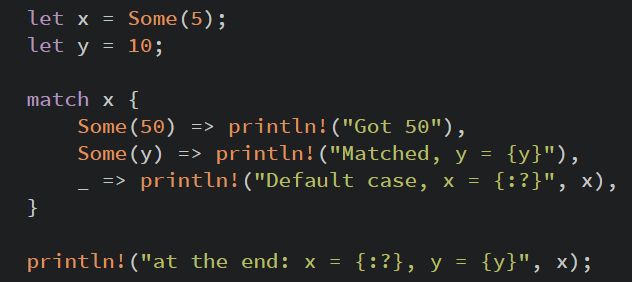 let x = Some(5);
let y = 10;

match x {
    Some(50) => println!("Got 50"),
    Some(y) => println!("Matched, y = {y}"),
    _ => println!("Default case, x = {:?}", x),
}

println!("at the end: x = {:?}, y = {y}", x);